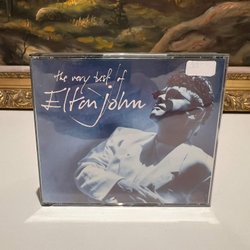 the very best of
Elton John